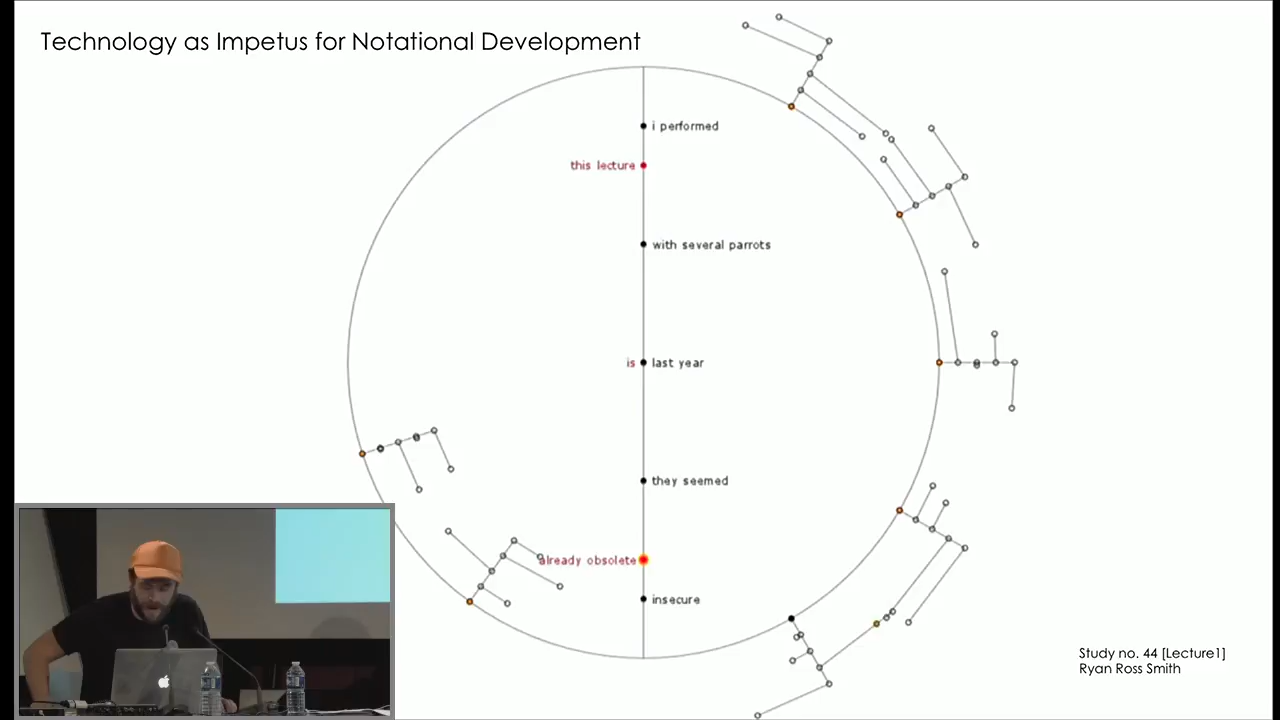 Technology as Impetus for Notational Development
i performed
this lecture
with several parrots
is last year
they seemed
already obsolete
insecure
Study no. 44 [Lecture1]
Ryan Ross Smith